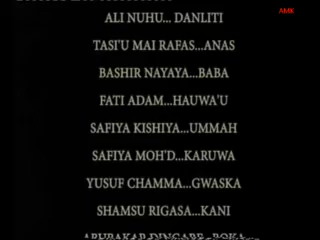 AMK
ALI NUHU... DANLITI
TASI'U MAI RAFAS...ANAS
BASHIR NAYAYA...BABA
FATI ADAM...HAUWA'U
SAFIYA KISHIYA...UMMAH
SAFIYA MOH'D...KARUWA
YUSUF CHAMMA...GWASKA
SHAMSU RIGASA...KANI